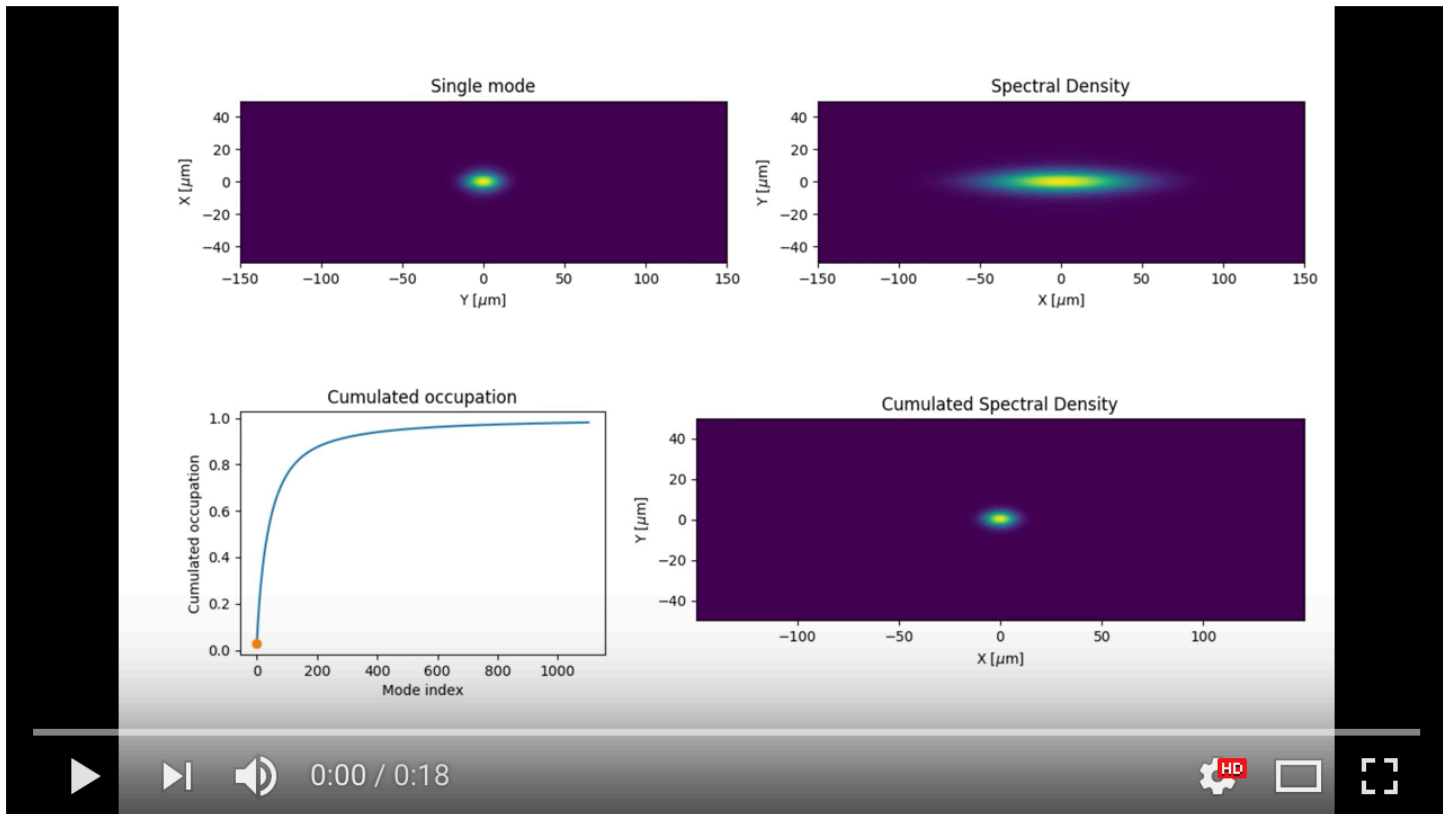 Single mode
X [μm]
40
20
0
−20
−40
−150 −100 −50 0 50 100 150
Y [μm]
Spectral Density
Y [μm]
40
20
0
−20
−40
−150 −100 −50 0 50 100 150
X [μm]
Cumulated occupation
Cumulated occupation
1.0
0.8
0.6
0.4
0.2
0.0
0 200 400 600 800 1000
Mode index
Cumulated Spectral Density
Y [μm]
40
20
0
−20
−40
−100 −50 0 50 100
X [μm]
0:00 / 0:18
HD